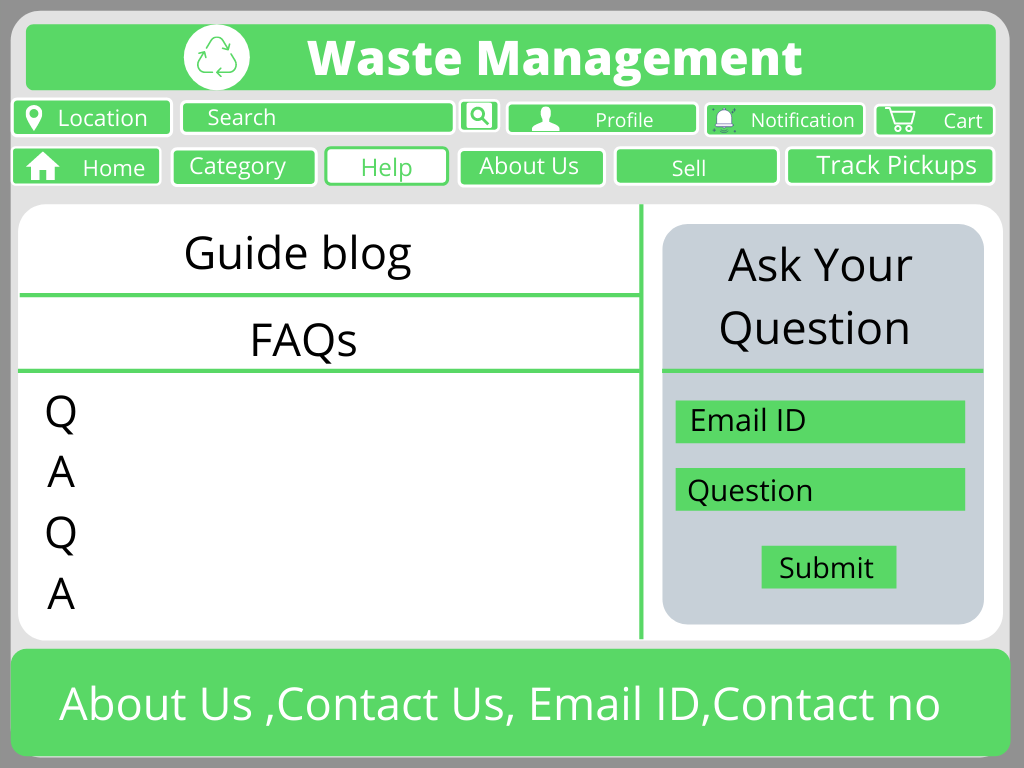 Waste Management
Location Search Profile Notification Cart
Home Category Help About Us Sell Track Pickups
Guide blog
FAQs
Q
A
Q
A
Ask Your
Question
Email ID
Question
Submit
About Us ,Contact Us, Email ID,Contact no